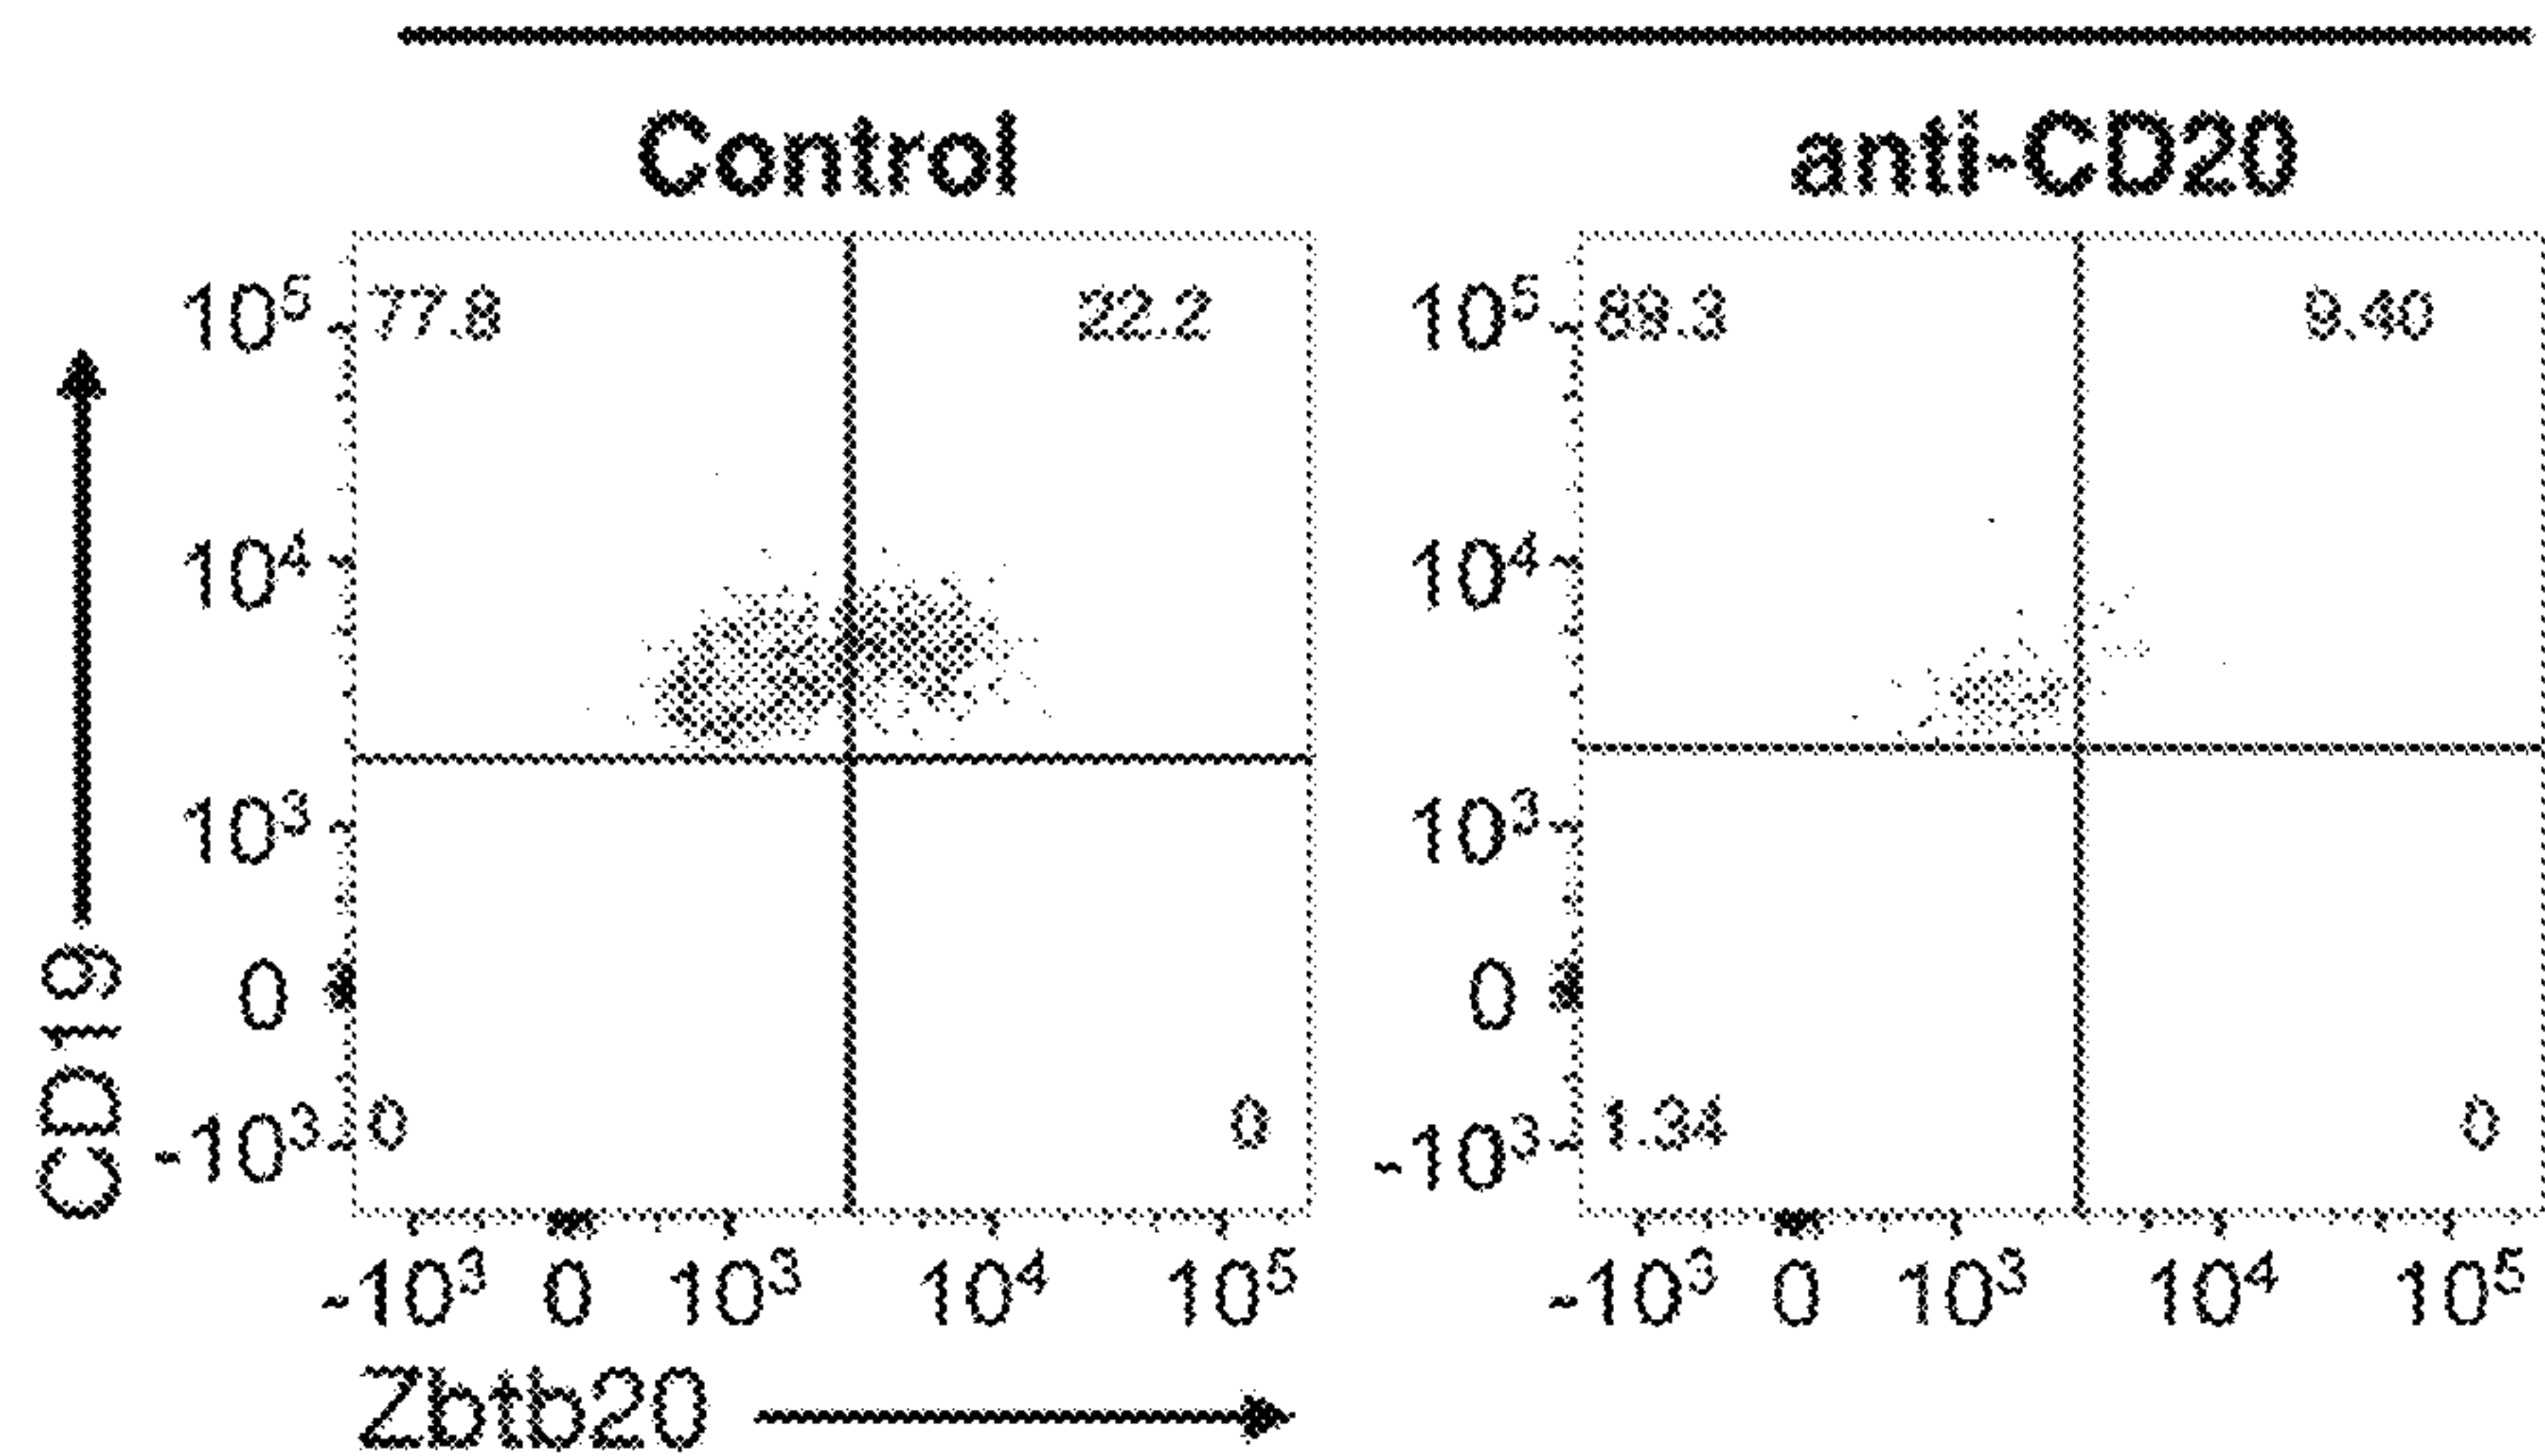 Control anti-CD20
10⁵ 77.8 22.2 10⁵ 89.3 9.40
10⁴ 10⁴
10³ 10³
0 0
-10³ 0 0 -10³ 1.34 0
CD19
-10³ 0 10³ 10⁴ 10⁵ -10³ 0 10³ 10⁴ 10⁵
Zbtb20